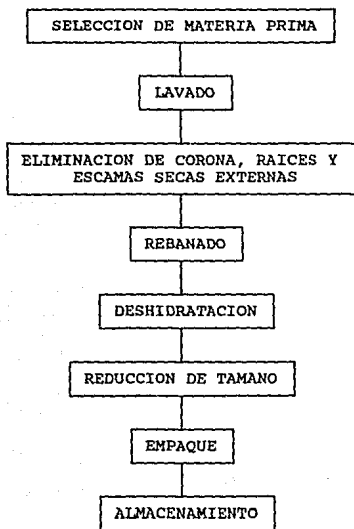 SELECCION DE MATERIA PRIMA
LAVADO
ELIMINACION DE CORONA, RAICES Y
ESCAMAS SECAS EXTERNAS
REBANADO
DESHIDRATACION
REDUCCION DE TAMANO
EMPAQUE
ALMACENAMIENTO